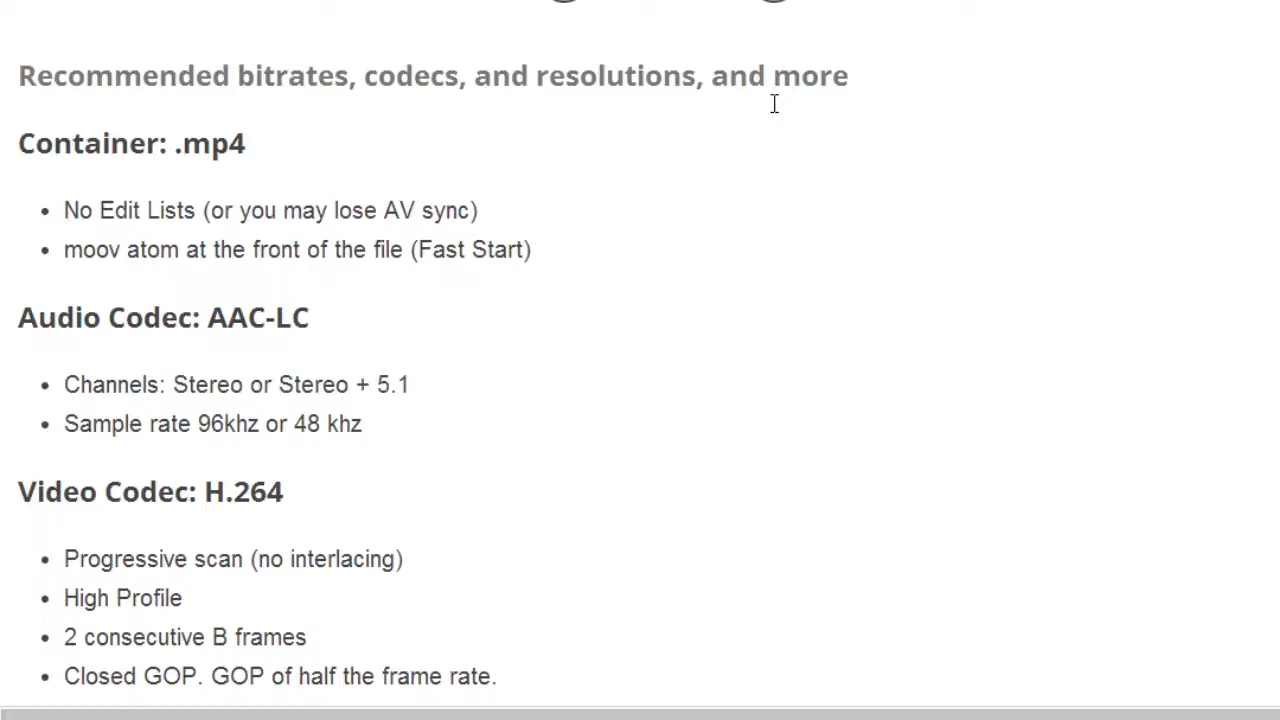 Recommended bitrates, codecs, and resolutions, and more
Container: .mp4
• No Edit Lists (or you may lose AV sync)
• moov atom at the front of the file (Fast Start)
Audio Codec: AAC-LC
• Channels: Stereo or Stereo + 5.1
• Sample rate 96khz or 48 khz
Video Codec: H.264
• Progressive scan (no interlacing)
• High Profile
• 2 consecutive B frames
• Closed GOP. GOP of half the frame rate.